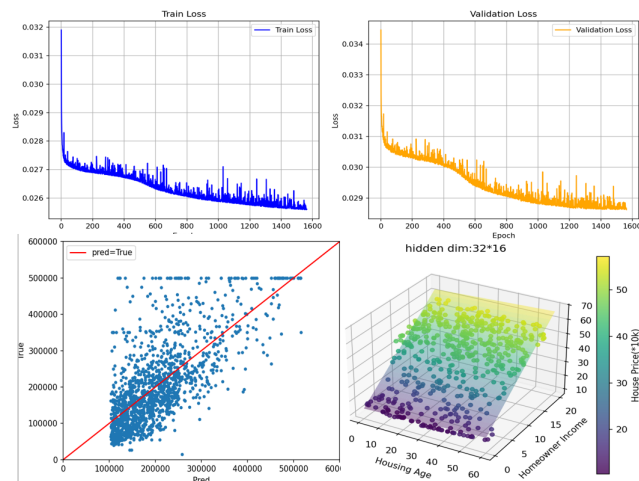 Train Loss
Train Loss
0.032
0.031
0.030
0.029
0.028
0.027
0.026
Loss
0 200 400 600 800 1000 1200 1400 1600
Validation Loss
Validation Loss
0.034
0.033
0.032
0.031
0.030
0.029
Loss
0 200 400 600 800 1000 1200 1400 1600
Epoch
pred=True
600000
500000
400000
300000
200000
100000
0
True
0 100000 200000 300000 400000 500000
Pred
hidden dim:32*16
70
60
50
40
30
20
10
0 10 20 30 40 50 60
Housing Age
0 5 10 15 20
Homeowner Income
50
40
30
20
10
House Price(*10k)